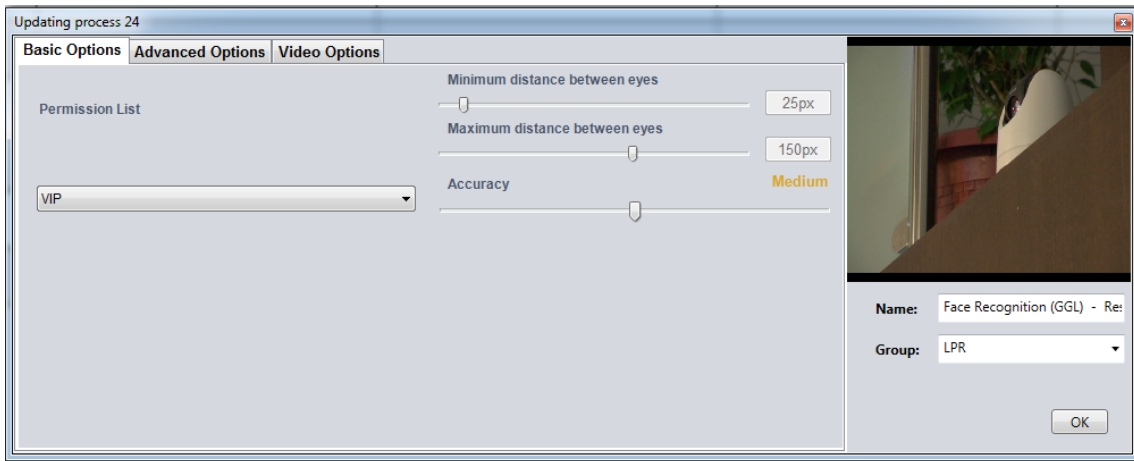 Updating process 24
Basic Options Advanced Options Video Options
Permission List
VIP
Minimum distance between eyes
25px
Maximum distance between eyes
150px
Accuracy Medium
Name: Face Recognition (GGL) - Res
Group: LPR
OK